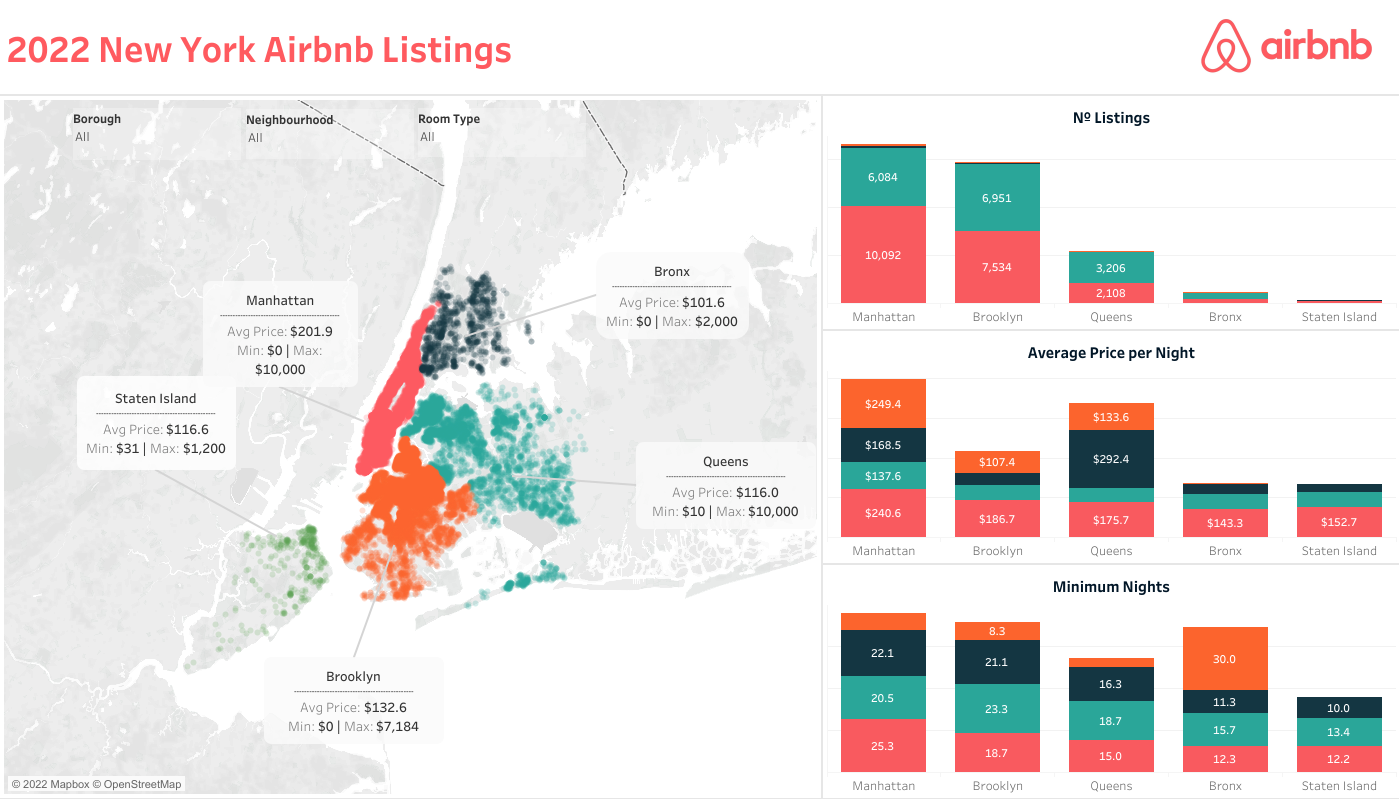 2022 New York Airbnb Listings
airbnb
Borough
All
Neighbourhood
All
Room Type
All
Manhattan
Avg Price: $201.9
Min: $0 | Max:
$10,000
Bronx
Avg Price: $101.6
Min: $0 | Max: $2,000
Staten Island
Avg Price: $116.6
Min: $31 | Max: $1,200
Queens
Avg Price: $116.0
Min: $10 | Max: $10,000
Brooklyn
Avg Price: $132.6
Min: $0 | Max: $7,184
© 2022 Mapbox © OpenStreetMap
Nº Listings
6,084
10,092
6,951
7,534
3,206
2,108
Manhattan
Brooklyn
Queens
Bronx
Staten Island
Average Price per Night
$249.4
$168.5
$137.6
$240.6
$107.4
$186.7
$133.6
$292.4
$175.7
$143.3
$152.7
Manhattan
Brooklyn
Queens
Bronx
Staten Island
Minimum Nights
22.1
20.5
25.3
8.3
21.1
23.3
18.7
16.3
18.7
15.0
30.0
11.3
15.7
12.3
10.0
13.4
12.2
Manhattan
Brooklyn
Queens
Bronx
Staten Island